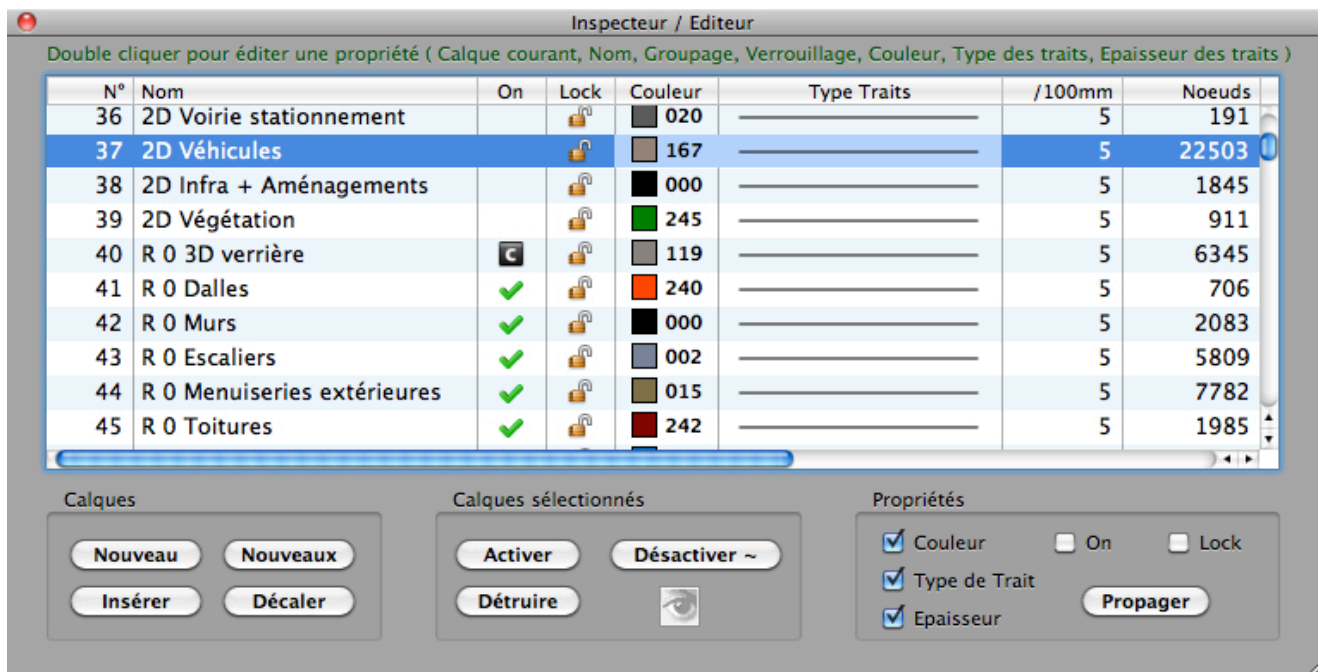 Inspecteur / Editeur
Double cliquer pour éditer une propriété ( Calque courant, Nom, Groupage, Verrouillage, Couleur, Type des traits, Epaisseur des traits )
N° Nom On Lock Couleur Type Traits /100mm Noeuds
36 2D Voirie stationnement 020 5 191
37 2D Véhicules 167 5 22503
38 2D Infra + Aménagements 000 5 1845
39 2D Végétation 245 5 911
40 R 0 3D verrière C 119 5 6345
41 R 0 Dalles 240 5 706
42 R 0 Murs 000 5 2083
43 R 0 Escaliers 002 5 5809
44 R 0 Menuiseries extérieures 015 5 7782
45 R 0 Toitures 242 5 1985
Calques Calques sélectionnés Propriétés
Nouveau Nouveaux Activer Désactiver ~ Couleur On Lock
Insérer Décaler Détruire Type de Trait Propager
Epaisseur